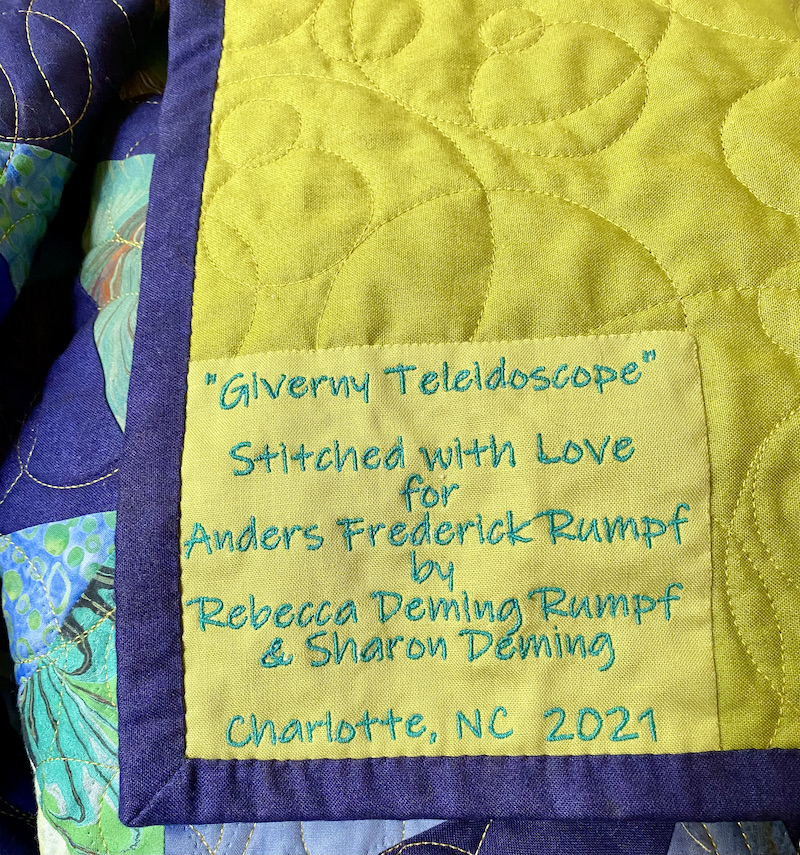 "Giverny Teleidoscope"
Stitched with Love
for
Anders Frederick Rumpf
by
Rebecca Deming Rumpf
& Sharon Deming
Charlotte, NC 2021